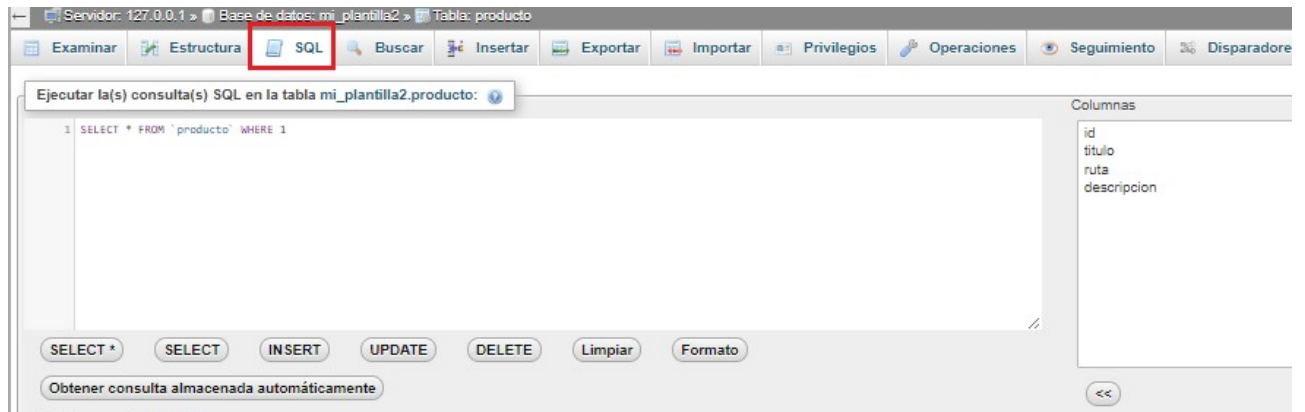 ← Servidor: 127.0.0.1 » Base de datos: mi_plantilla2 » Tabla: producto
Examinar Estructura SQL Buscar Insertar Exportar Importar Privilegios Operaciones Seguimiento Disparadore
Ejecutar la(s) consulta(s) SQL en la tabla mi_plantilla2.producto:
Columnas
1 SELECT * FROM `producto` WHERE 1
id
titulo
ruta
descripcion
SELECT * SELECT INSERT UPDATE DELETE Limpiar Formato
Obtener consulta almacenada automáticamente
<<